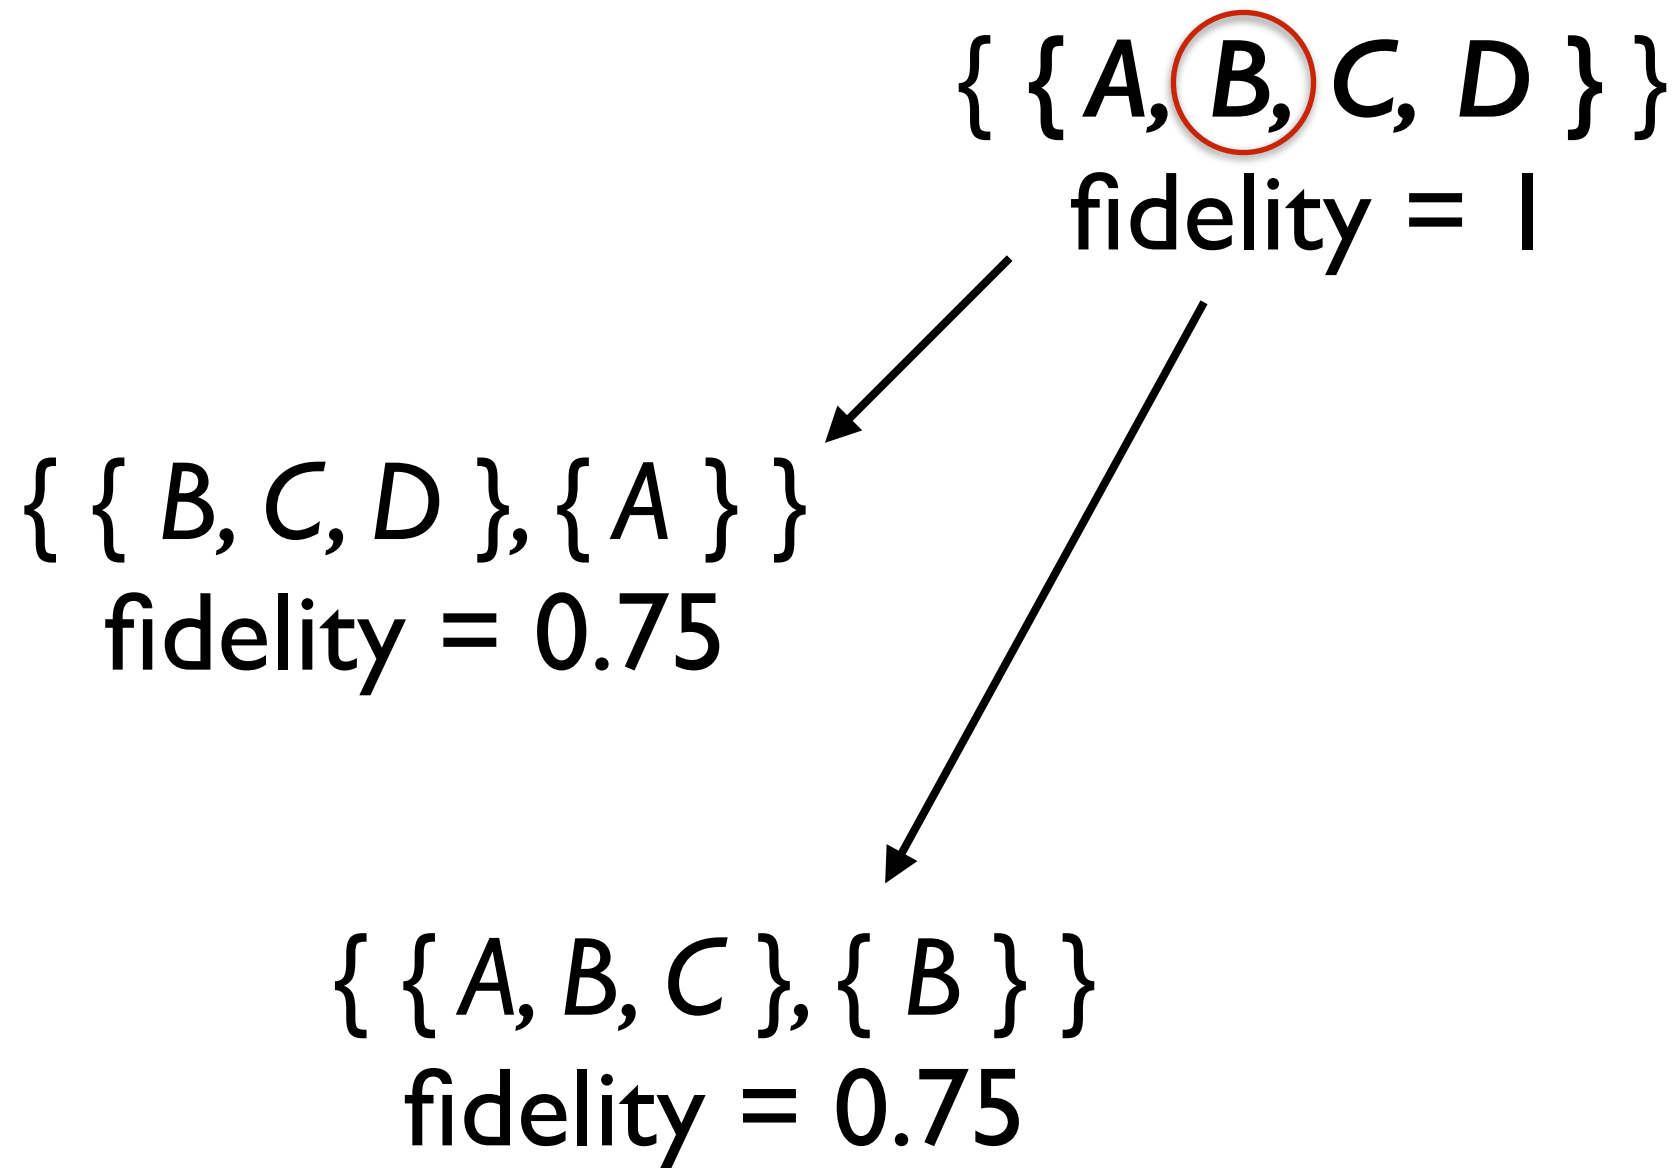 { { A, B, C, D } }
fidelity = 1
{ { B, C, D }, { A } }
fidelity = 0.75
{ { A, B, C }, { B } }
fidelity = 0.75